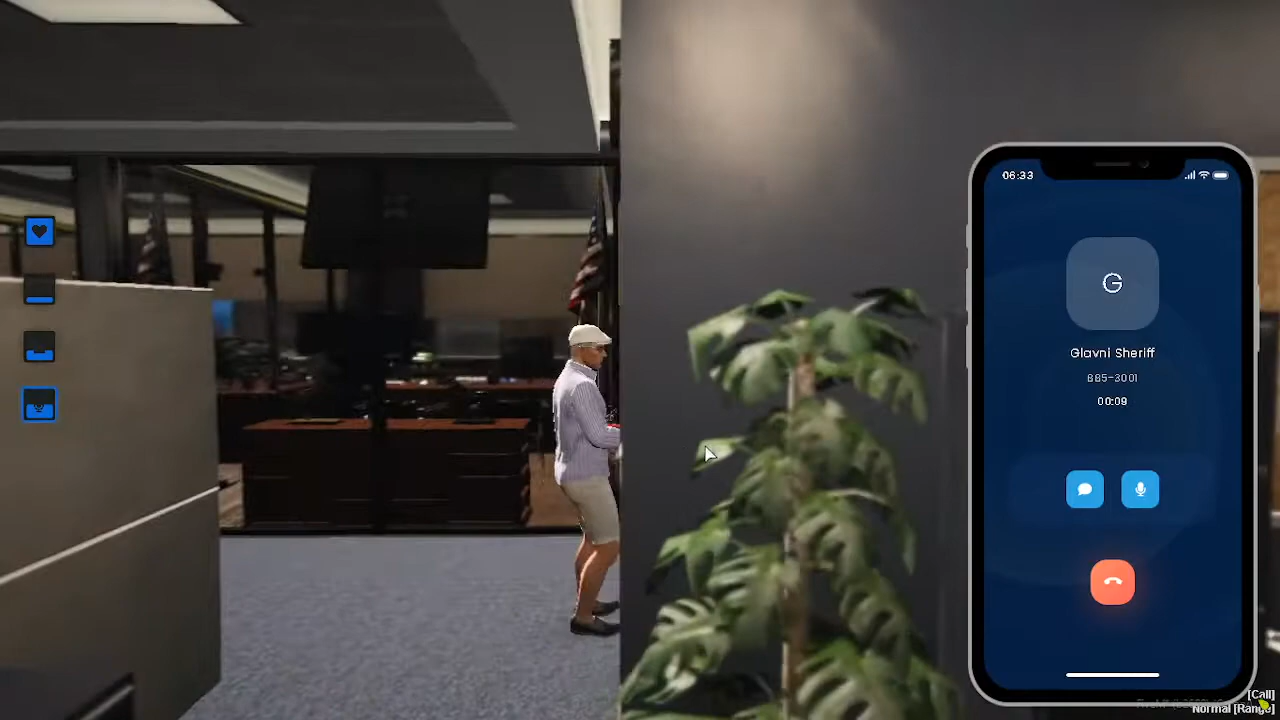 06:33
G
Glavni Sheriff
885-3001
00:09
[Call]
Normal [Range]